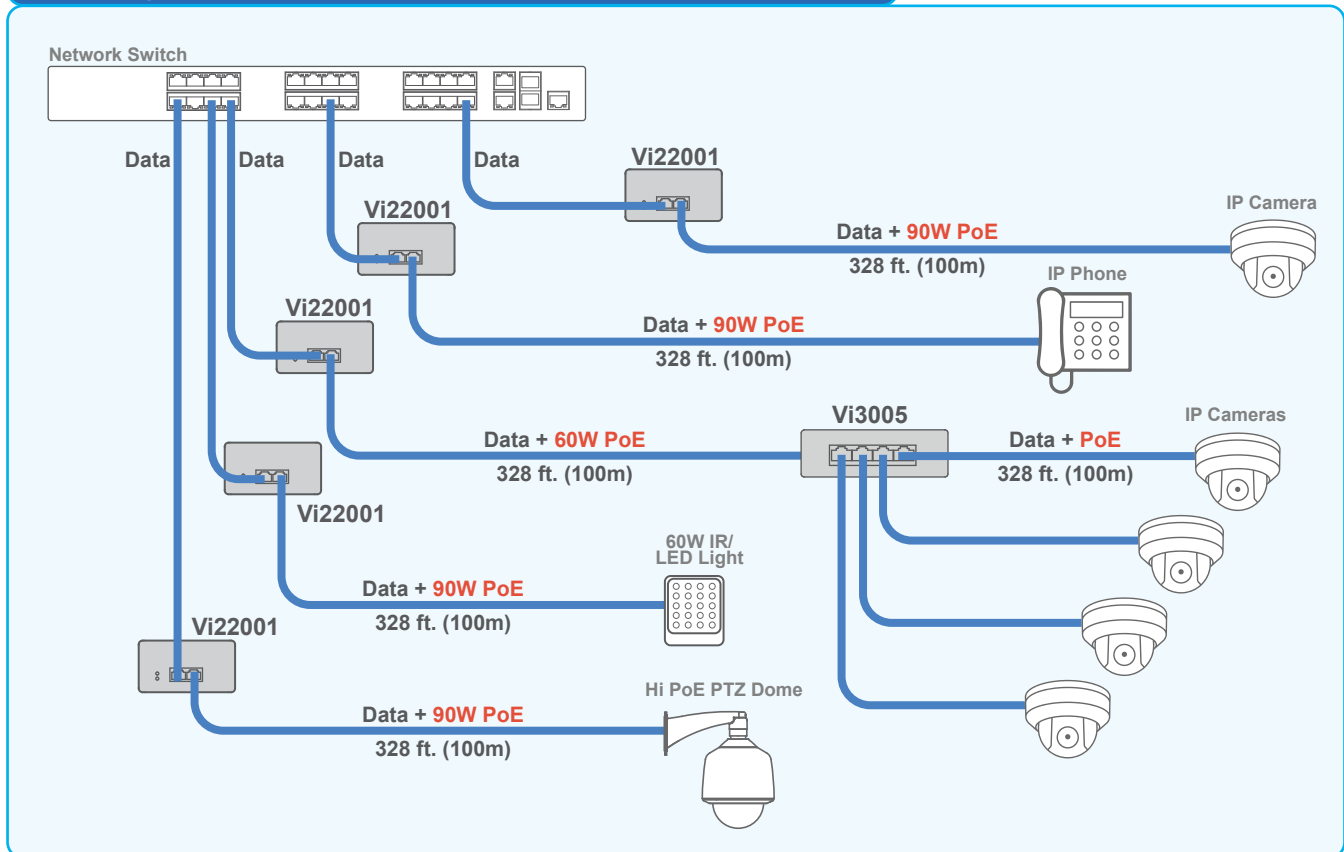 Network Switch
Data
Data
Data
Data
Vi22001
IP Camera
Data + 90W PoE
328 ft. (100m)
Vi22001
IP Phone
Data + 90W PoE
328 ft. (100m)
Vi22001
Vi3005
IP Cameras
Data + 60W PoE
328 ft. (100m)
Data + PoE
328 ft. (100m)
Vi22001
60W IR/
LED Light
Data + 90W PoE
328 ft. (100m)
Vi22001
Hi PoE PTZ Dome
Data + 90W PoE
328 ft. (100m)